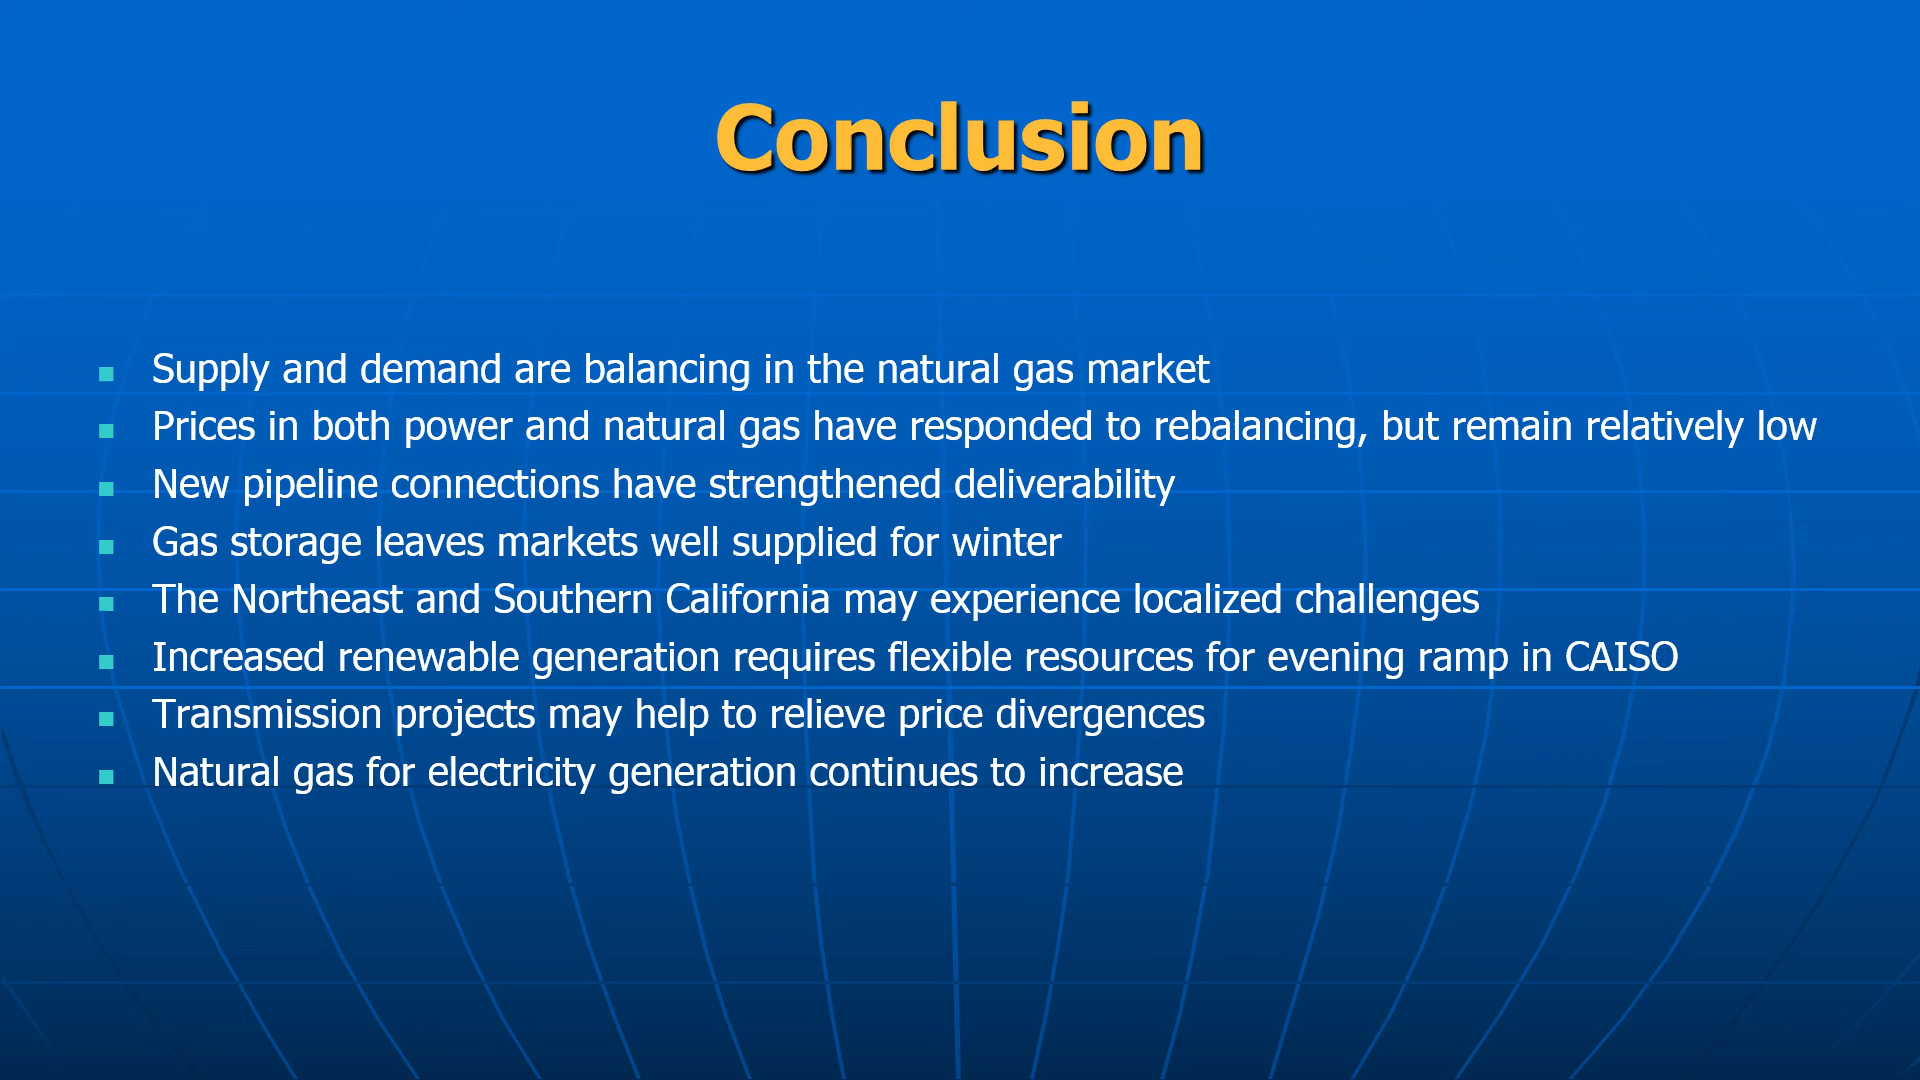 Conclusion
Supply and demand are balancing in the natural gas market
Prices in both power and natural gas have responded to rebalancing, but remain relatively low
New pipeline connections have strengthened deliverability
Gas storage leaves markets well supplied for winter
The Northeast and Southern California may experience localized challenges
Increased renewable generation requires flexible resources for evening ramp in CAISO
Transmission projects may help to relieve price divergences
Natural gas for electricity generation continues to increase